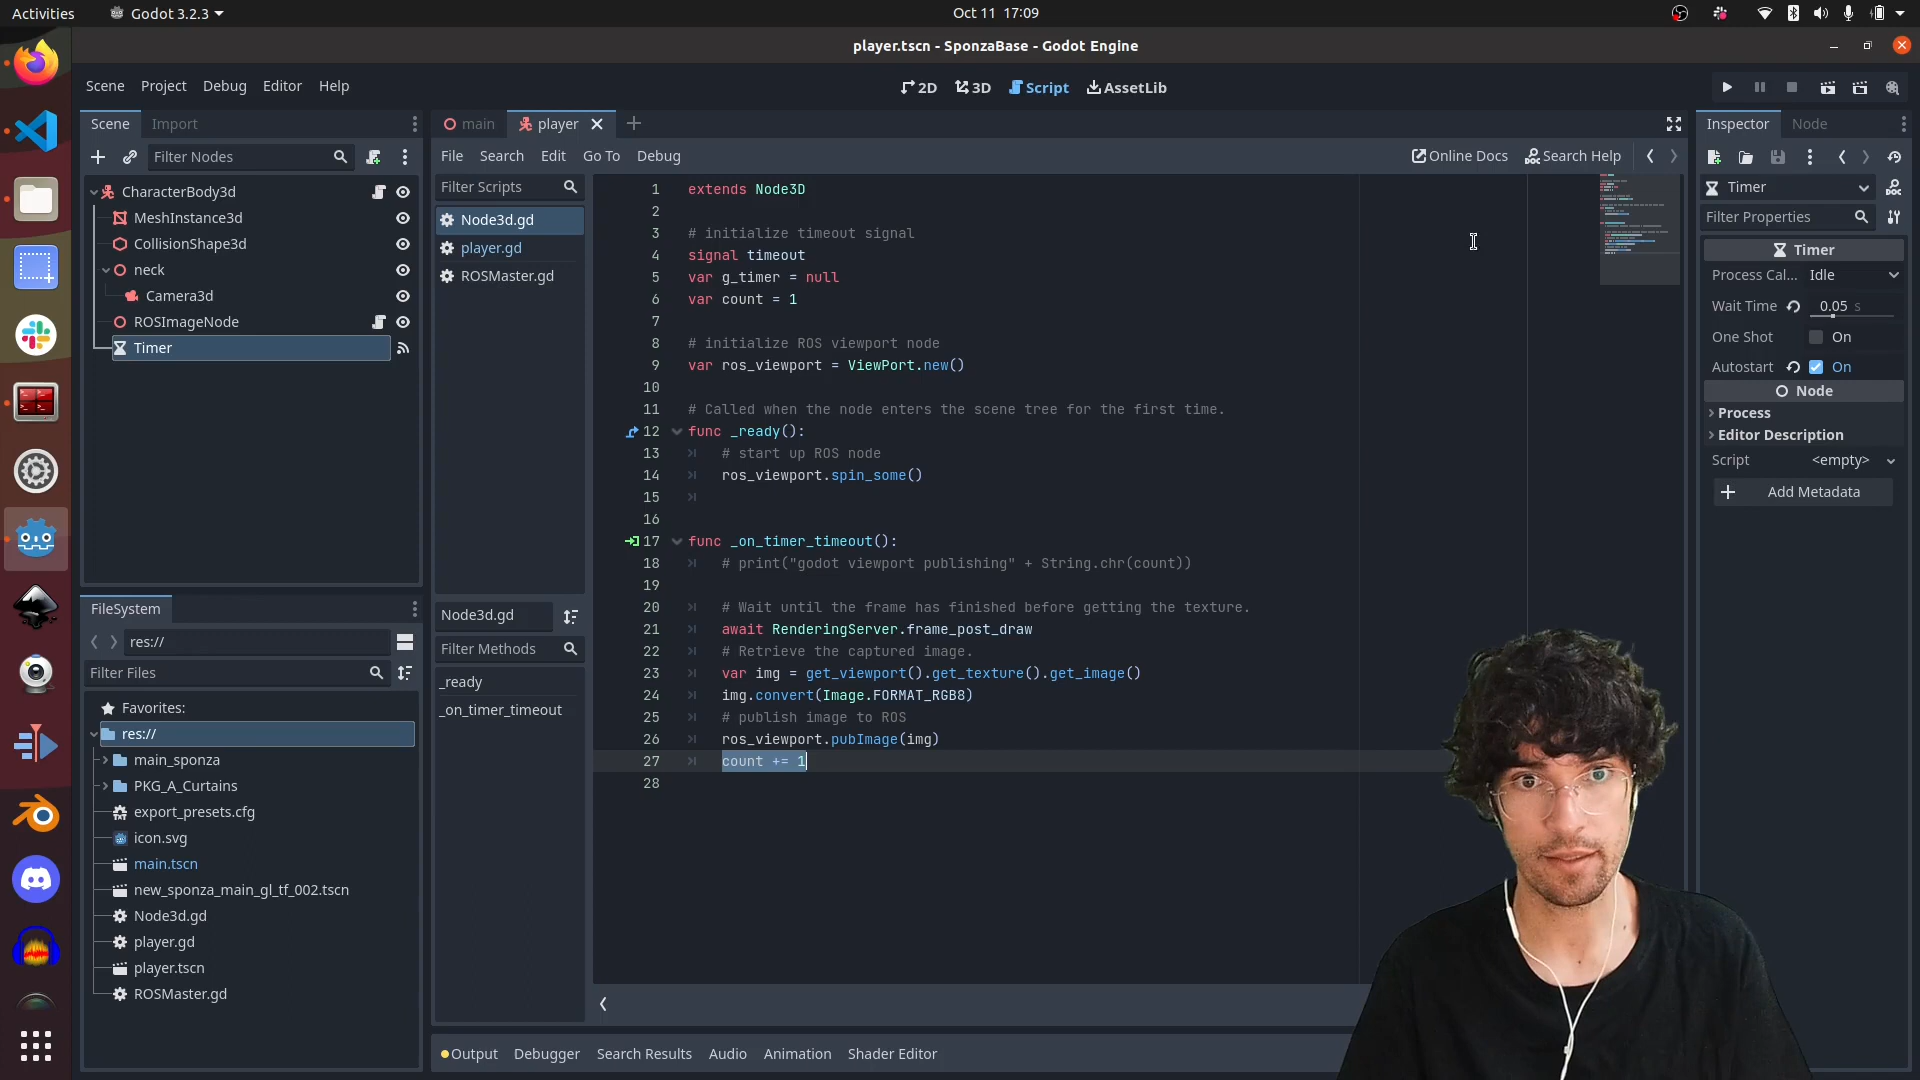 Activities
Godot 3.2.3
Oct 11 17:09
player.tscn - SponzaBase - Godot Engine
Scene Project Debug Editor Help
2D 3D Script AssetLib
Scene Import
Filter Nodes
CharacterBody3d
MeshInstance3d
CollisionShape3d
neck
Camera3d
ROSImageNode
Timer
FileSystem
res://
Filter Files
Favorites:
res://
main_sponza
PKG_A_Curtains
export_presets.cfg
icon.svg
main.tscn
new_sponza_main_gl_tf_002.tscn
Node3d.gd
player.gd
player.tscn
ROSMaster.gd
main player
File Search Edit Go To Debug
Online Docs Search Help
Filter Scripts
Node3d.gd
player.gd
ROSMaster.gd
Node3d.gd
Filter Methods
_ready
_on_timer_timeout
1 extends Node3D
2
3 # initialize timeout signal
4 signal timeout
5 var g_timer = null
6 var count = 1
7
8 # initialize ROS viewport node
9 var ros_viewport = ViewPort.new()
10
11 # Called when the node enters the scene tree for the first time.
12 func _ready():
13 # start up ROS node
14 ros_viewport.spin_some()
15
16
17 func _on_timer_timeout():
18 # print("godot viewport publishing" + String.chr(count))
19
20 # Wait until the frame has finished before getting the texture.
21 await RenderingServer.frame_post_draw
22 # Retrieve the captured image.
23 var img = get_viewport().get_texture().get_image()
24 img.convert(Image.FORMAT_RGB8)
25 # publish image to ROS
26 ros_viewport.pubImage(img)
27 count += 1
28
Output Debugger Search Results Audio Animation Shader Editor
Inspector Node
Timer
Filter Properties
Timer
Process Cal... Idle
Wait Time 0.05 s
One Shot On
Autostart On
Node
Process
Editor Description
Script <empty>
Add Metadata